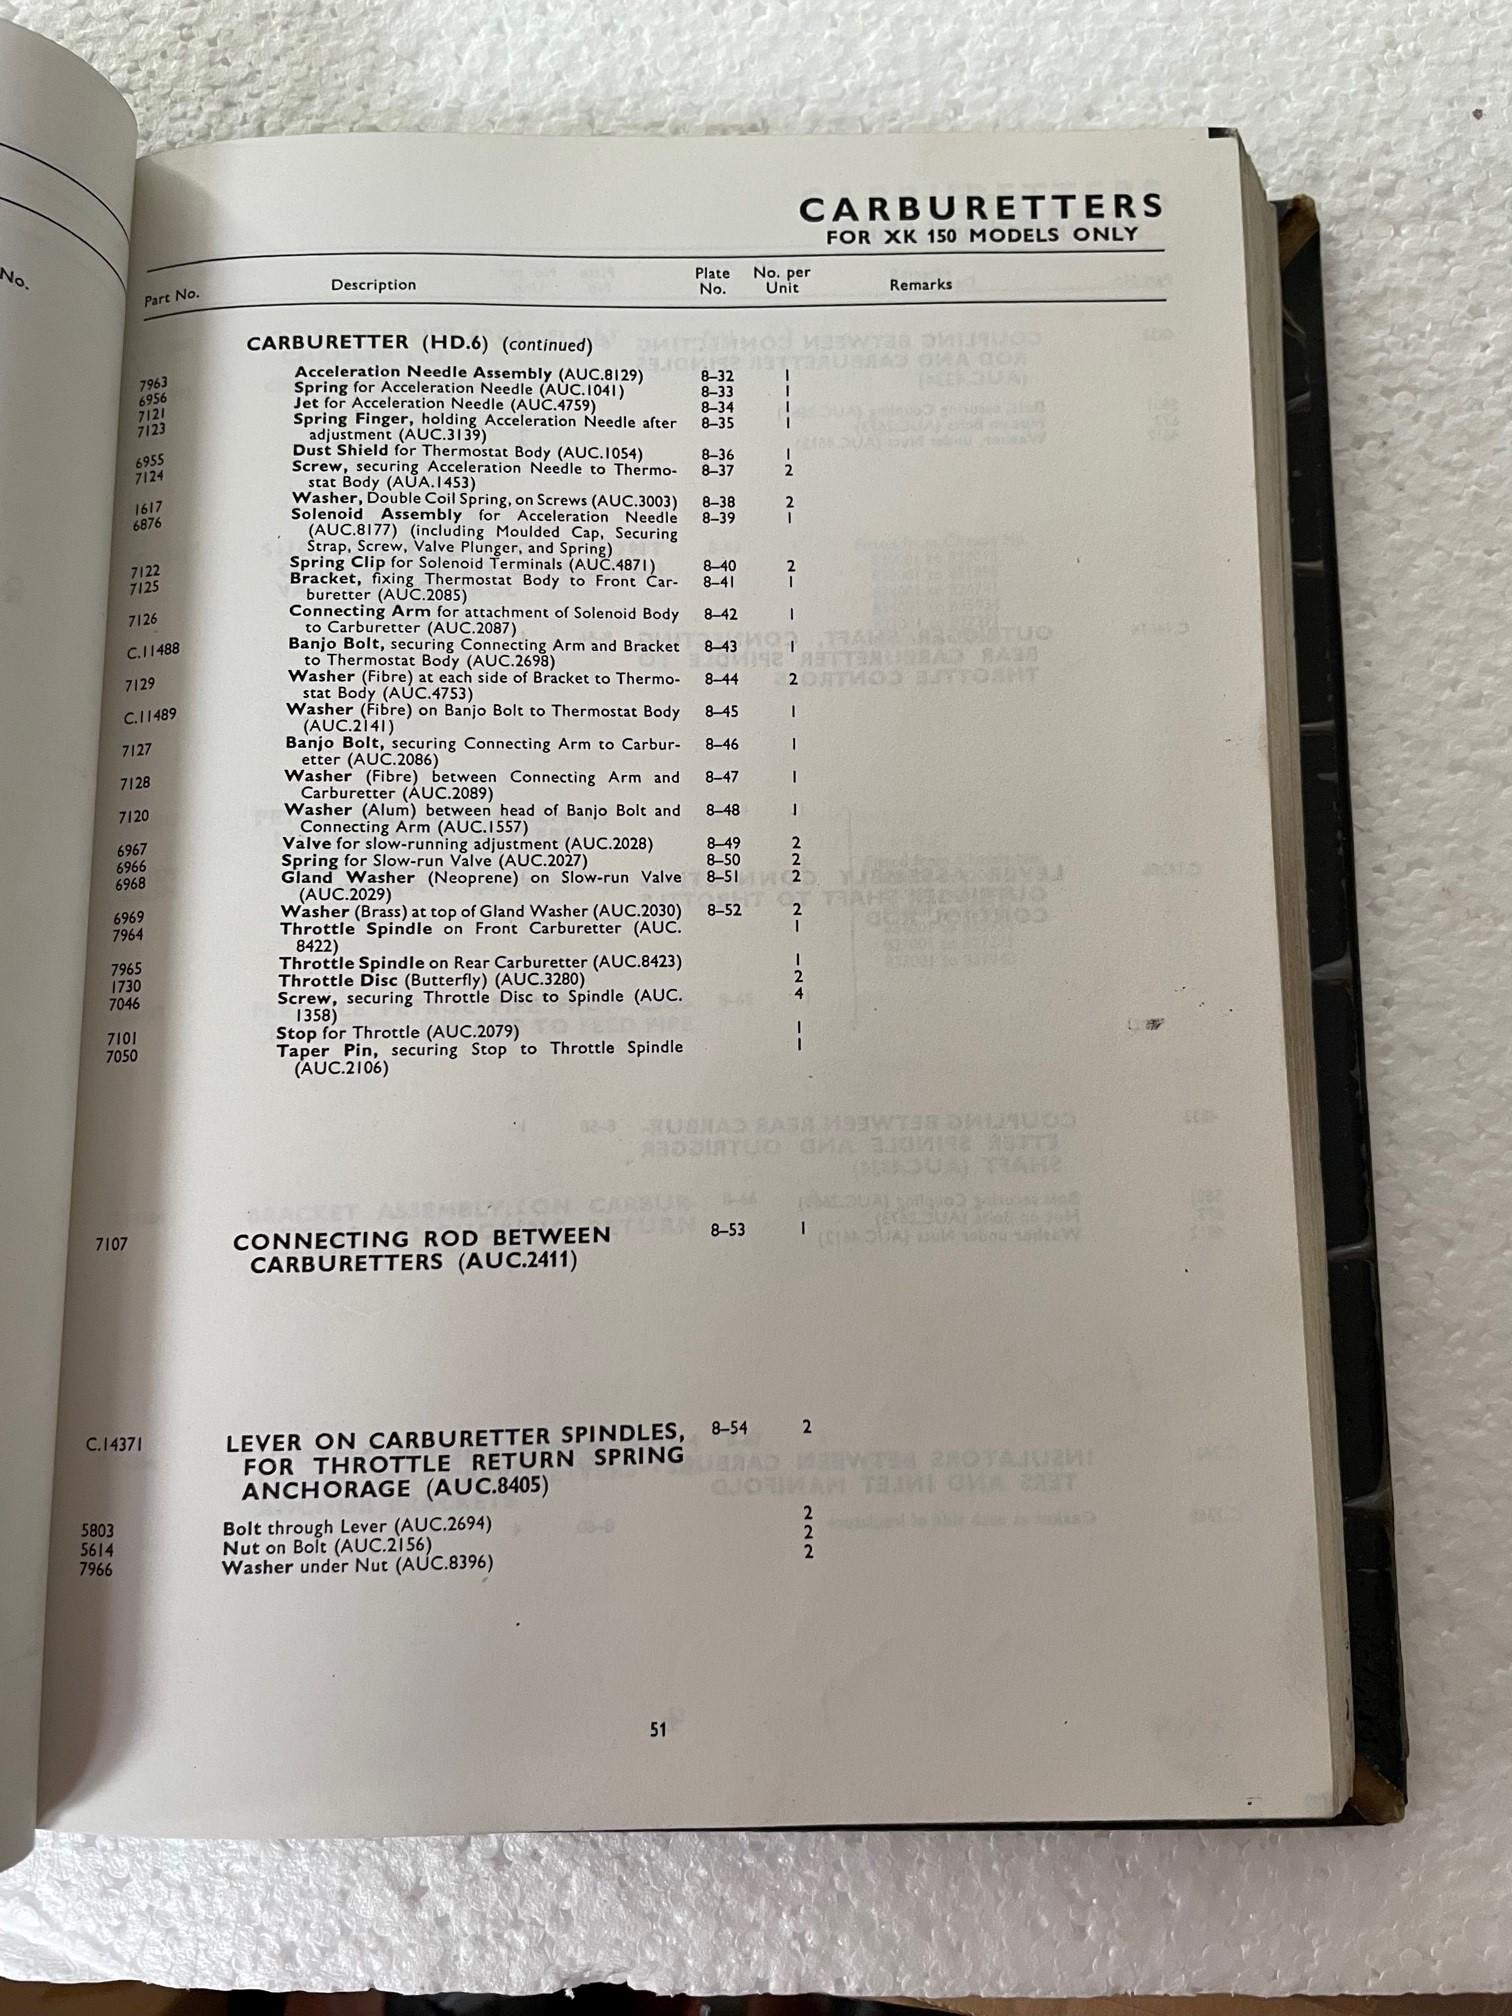 No.
CARBURETTERS
FOR XK 150 MODELS ONLY
Part No. Description Plate No. No. per Unit Remarks
CARBURETTER (HD.6) (continued)
7963 Acceleration Needle Assembly (AUC.8129) 8–32 1
6956 Spring for Acceleration Needle (AUC.1041) 8–33 1
7121 Jet for Acceleration Needle (AUC.4759) 8–34 1
7123 Spring Finger, holding Acceleration Needle after 8–35 1
adjustment (AUC.3139)
6955 Dust Shield for Thermostat Body (AUC.1054) 8–36 1
7124 Screw, securing Acceleration Needle to Thermo- 8–37 2
stat Body (AUA.1453)
1617 Washer, Double Coil Spring, on Screws (AUC.3003) 8–38 2
6876 Solenoid Assembly for Acceleration Needle 8–39 1
(AUC.8177) (including Moulded Cap, Securing
Strap, Screw, Valve Plunger, and Spring)
7122 Spring Clip for Solenoid Terminals (AUC.4871) 8–40 2
7125 Bracket, fixing Thermostat Body to Front Car- 8–41 1
buretter (AUC.2085)
7126 Connecting Arm for attachment of Solenoid Body 8–42 1
to Carburetter (AUC.2087)
C.11488 Banjo Bolt, securing Connecting Arm and Bracket 8–43 1
to Thermostat Body (AUC.2698)
7129 Washer (Fibre) at each side of Bracket to Thermo- 8–44 2
stat Body (AUC.4753)
C.11489 Washer (Fibre) on Banjo Bolt to Thermostat Body 8–45 1
(AUC.2141)
7127 Banjo Bolt, securing Connecting Arm to Carbur- 8–46 1
etter (AUC.2086)
7128 Washer (Fibre) between Connecting Arm and 8–47 1
Carburetter (AUC.2089)
7120 Washer (Alum) between head of Banjo Bolt and 8–48 1
Connecting Arm (AUC.1557)
6967 Valve for slow-running adjustment (AUC.2028) 8–49 2
6966 Spring for Slow-run Valve (AUC.2027) 8–50 2
6968 Gland Washer (Neoprene) on Slow-run Valve 8–51 2
(AUC.2029)
6969 Washer (Brass) at top of Gland Washer (AUC.2030) 8–52 2
7964 Throttle Spindle on Front Carburetter (AUC. 1
8422)
7965 Throttle Spindle on Rear Carburetter (AUC.8423) 1
1730 Throttle Disc (Butterfly) (AUC.3280) 2
7046 Screw, securing Throttle Disc to Spindle (AUC. 4
1358)
7101 Stop for Throttle (AUC.2079) 1
7050 Taper Pin, securing Stop to Throttle Spindle 1
(AUC.2106)
7107 CONNECTING ROD BETWEEN 8–53 1
CARBURETTERS (AUC.2411)
C.14371 LEVER ON CARBURETTER SPINDLES, 8–54 2
FOR THROTTLE RETURN SPRING
ANCHORAGE (AUC.8405)
5803 Bolt through Lever (AUC.2694) 2
5614 Nut on Bolt (AUC.2156) 2
7966 Washer under Nut (AUC.8396) 2
51